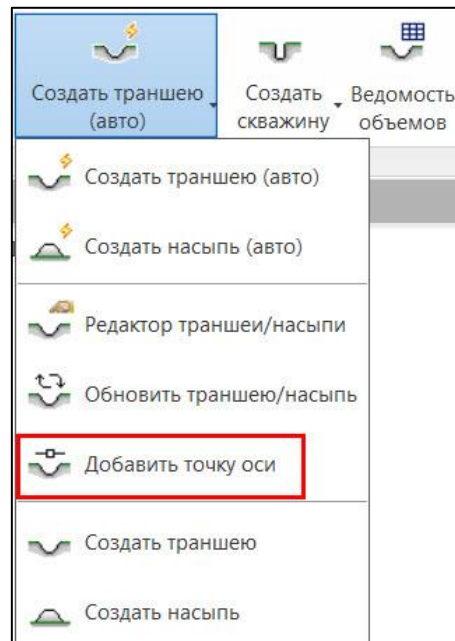 Создать траншею
(авто)
Создать
скважину
Ведомость
объемов
Создать траншею (авто)
Создать насыпь (авто)
Редактор траншеи/насыпи
Обновить траншею/насыпь
Добавить точку оси
Создать траншею
Создать насыпь